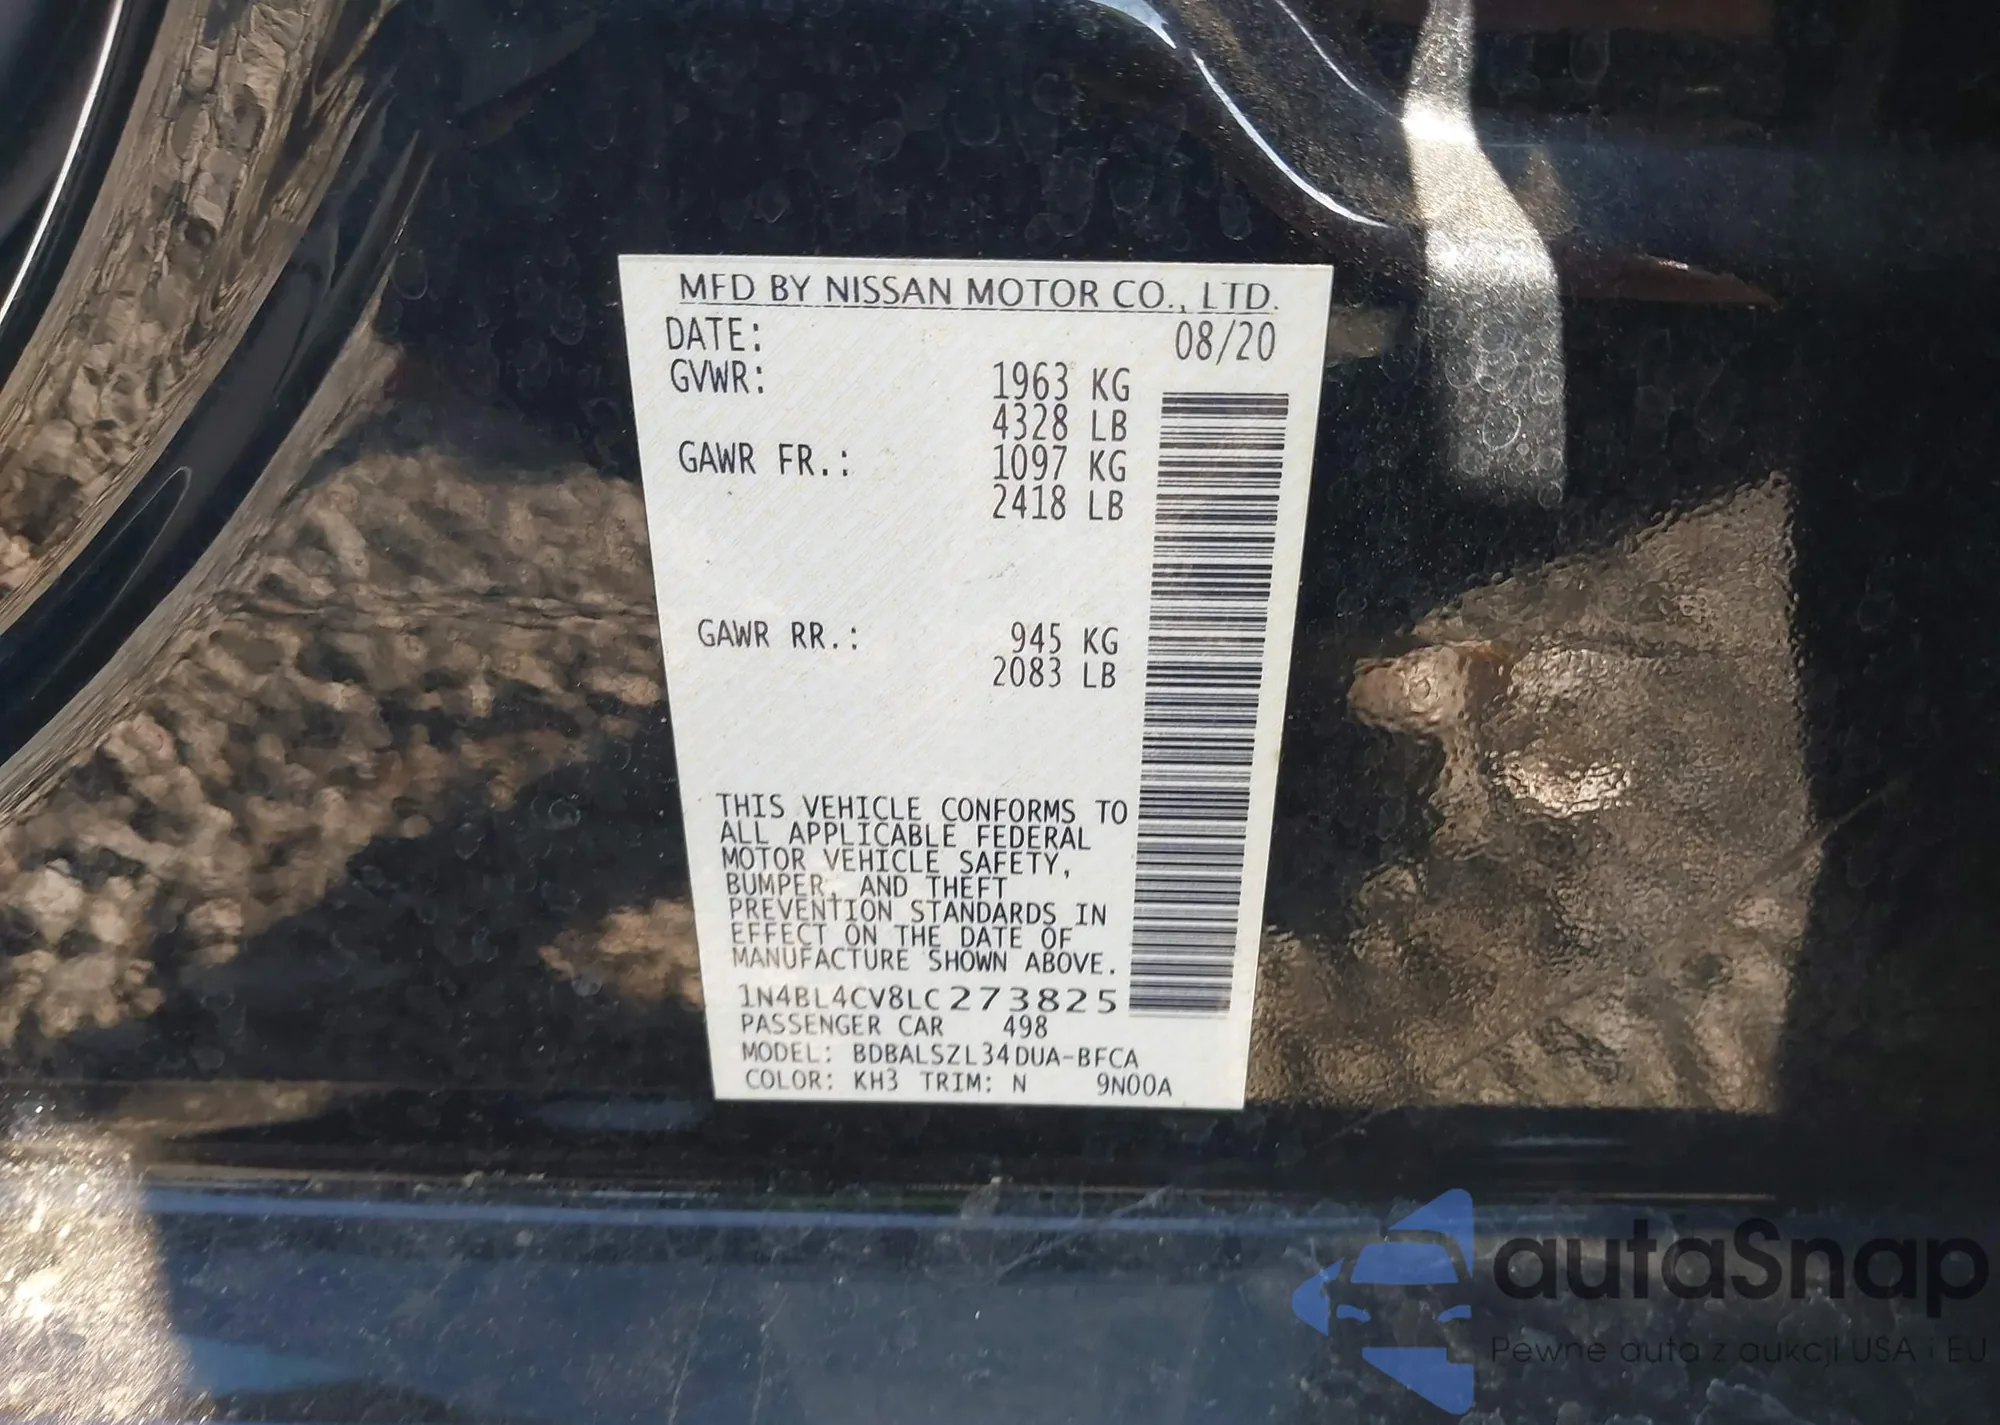 MFD BY NISSAN MOTOR CO., LTD.
DATE: 08/20
GVWR: 1963 KG
4328 LB
GAWR FR.: 1097 KG
2418 LB
GAWR RR.: 945 KG
2083 LB
THIS VEHICLE CONFORMS TO
ALL APPLICABLE FEDERAL
MOTOR VEHICLE SAFETY,
BUMPER, AND THEFT
PREVENTION STANDARDS IN
EFFECT ON THE DATE OF
MANUFACTURE SHOWN ABOVE.
1N4BL4CV8LC273825
PASSENGER CAR 498
MODEL: BDBALSZL34DUA-BFCA
COLOR: KH3 TRIM: N 9N00A
autaSnap
Pewne auta z aukcji USA i EU